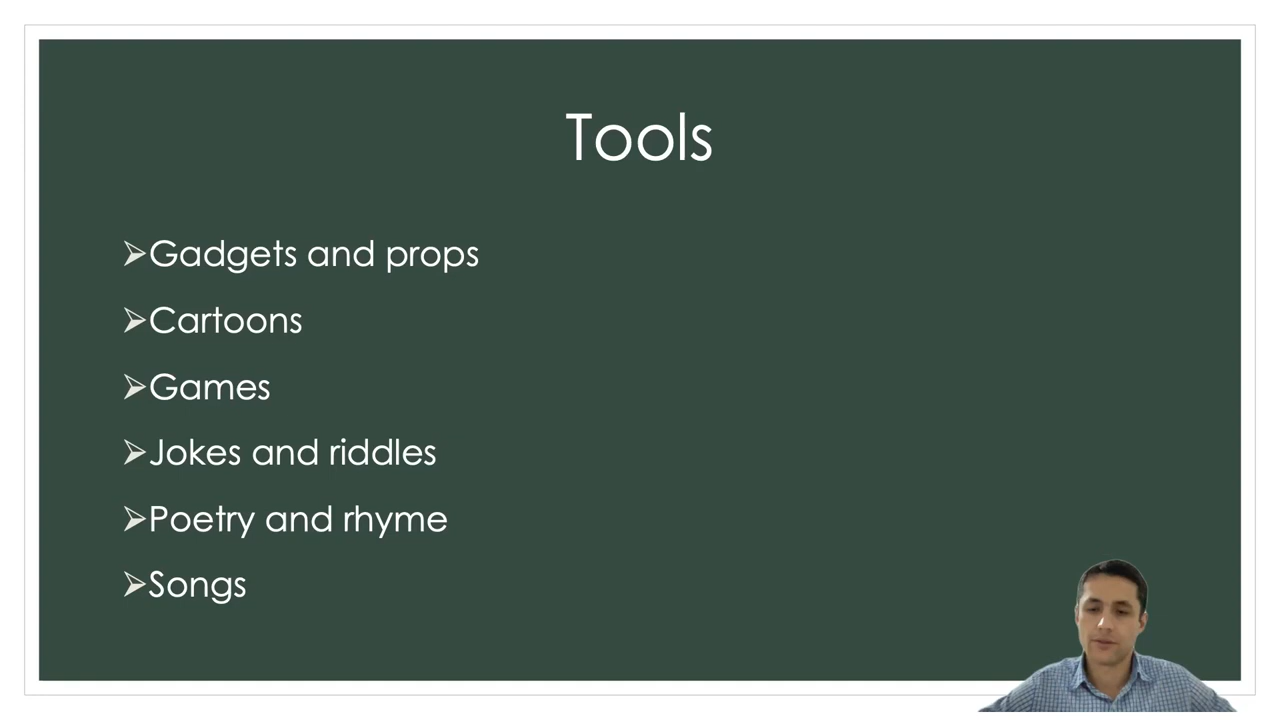 Tools
➢Gadgets and props
➢Cartoons
➢Games
➢Jokes and riddles
➢Poetry and rhyme
➢Songs